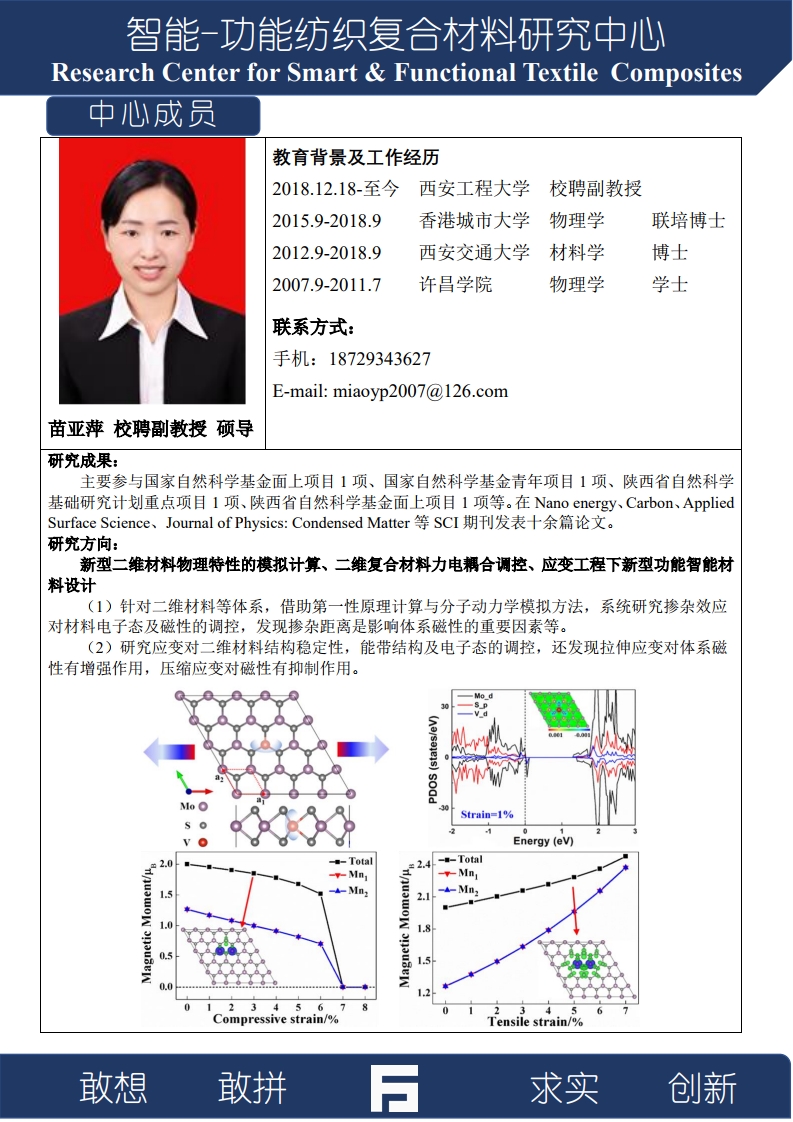 智能-功能纺织复合材料研究中心
Research Center for Smart & Functional Textile Composites
中心成员
教育背景及工作经历
2018.12.18-至今 西安工程大学 校聘副教授
2015.9-2018.9 香港城市大学 物理学 联培博士
2012.9-2018.9 西安交通大学 材料学 博士
2007.9-2011.7 许昌学院 物理学 学士
联系方式：
手机：18729343627
E-mail: miaoyp2007@126.com
苗亚萍 校聘副教授 硕导
研究成果：
主要参与国家自然科学基金面上项目 1 项、国家自然科学基金青年项目 1 项、陕西省自然科学
基础研究计划重点项目 1 项、陕西省自然科学基金面上项目 1 项等。在 Nano energy、Carbon、Applied
Surface Science、Journal of Physics: Condensed Matter 等 SCI 期刊发表十余篇论文。
研究方向：
新型二维材料物理特性的模拟计算、二维复合材料力电耦合调控、应变工程下新型功能智能材
料设计
（1）针对二维材料等体系，借助第一性原理计算与分子动力学模拟方法，系统研究掺杂效应
对材料电子态及磁性的调控，发现掺杂距离是影响体系磁性的重要因素等。
（2）研究应变对二维材料结构稳定性，能带结构及电子态的调控，还发现拉伸应变对体系磁
性有增强作用，压缩应变对磁性有抑制作用。
a2
a1
Mo
S
V
PDOS (states/eV)
30
0
-30
Mo_d
S_p
V_d
0.001 -0.001
Strain=1%
-2 -1 0 1 2 3
Energy (eV)
Magnetic Moment/μB
2.0
1.5
1.0
0.5
0.0
Total
Mn1
Mn2
0 1 2 3 4 5 6 7 8
Compressive strain/%
Magnetic Moment/μB
2.4
2.1
1.8
1.5
1.2
Total
Mn1
Mn2
0 1 2 3 4 5 6 7
Tensile strain/%
敢想 敢拼 求实 创新